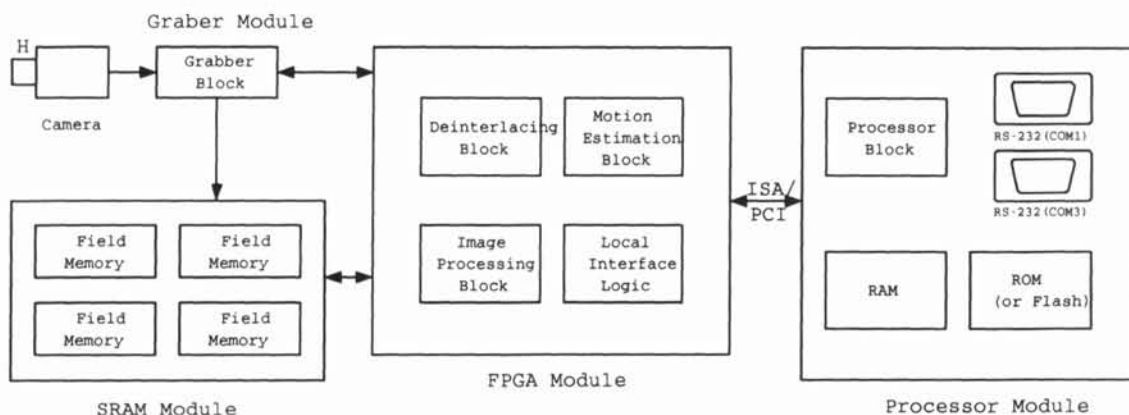 Graber Module
H
Grabber
Block
Camera
Field
Memory
Field
Memory
Field
Memory
Field
Memory
SRAM Module
Deinterlacing
Block
Motion
Estimation
Block
Image
Processing
Block
Local
Interface
Logic
FPGA Module
ISA/
PCI
Processor
Block
RS-232(COM1)
RS-232(COM3)
RAM
ROM
(or Flash)
Processor Module